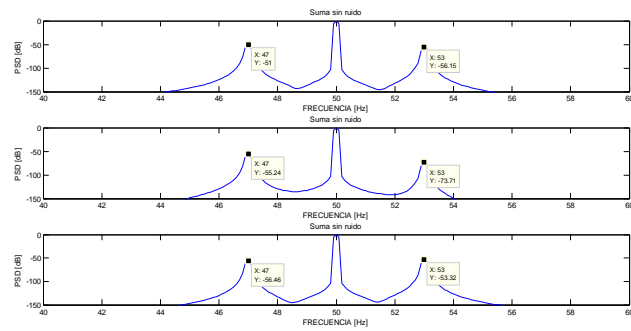 Suma sin ruido
PSD [dB]
0
-50
-100
-150
X: 47
Y: -51
X: 53
Y: -56.15
40 42 44 46 48 50 52 54 56 58 60
FRECUENCIA [Hz]
Suma sin ruido
PSD [dB]
0
-50
-100
-150
X: 47
Y: -55.24
X: 53
Y: -73.71
40 42 44 46 48 50 52 54 56 58 60
FRECUENCIA [Hz]
Suma sin ruido
PSD [dB]
0
-50
-100
-150
X: 47
Y: -56.46
X: 53
Y: -53.32
40 42 44 46 48 50 52 54 56 58 60
FRECUENCIA [Hz]